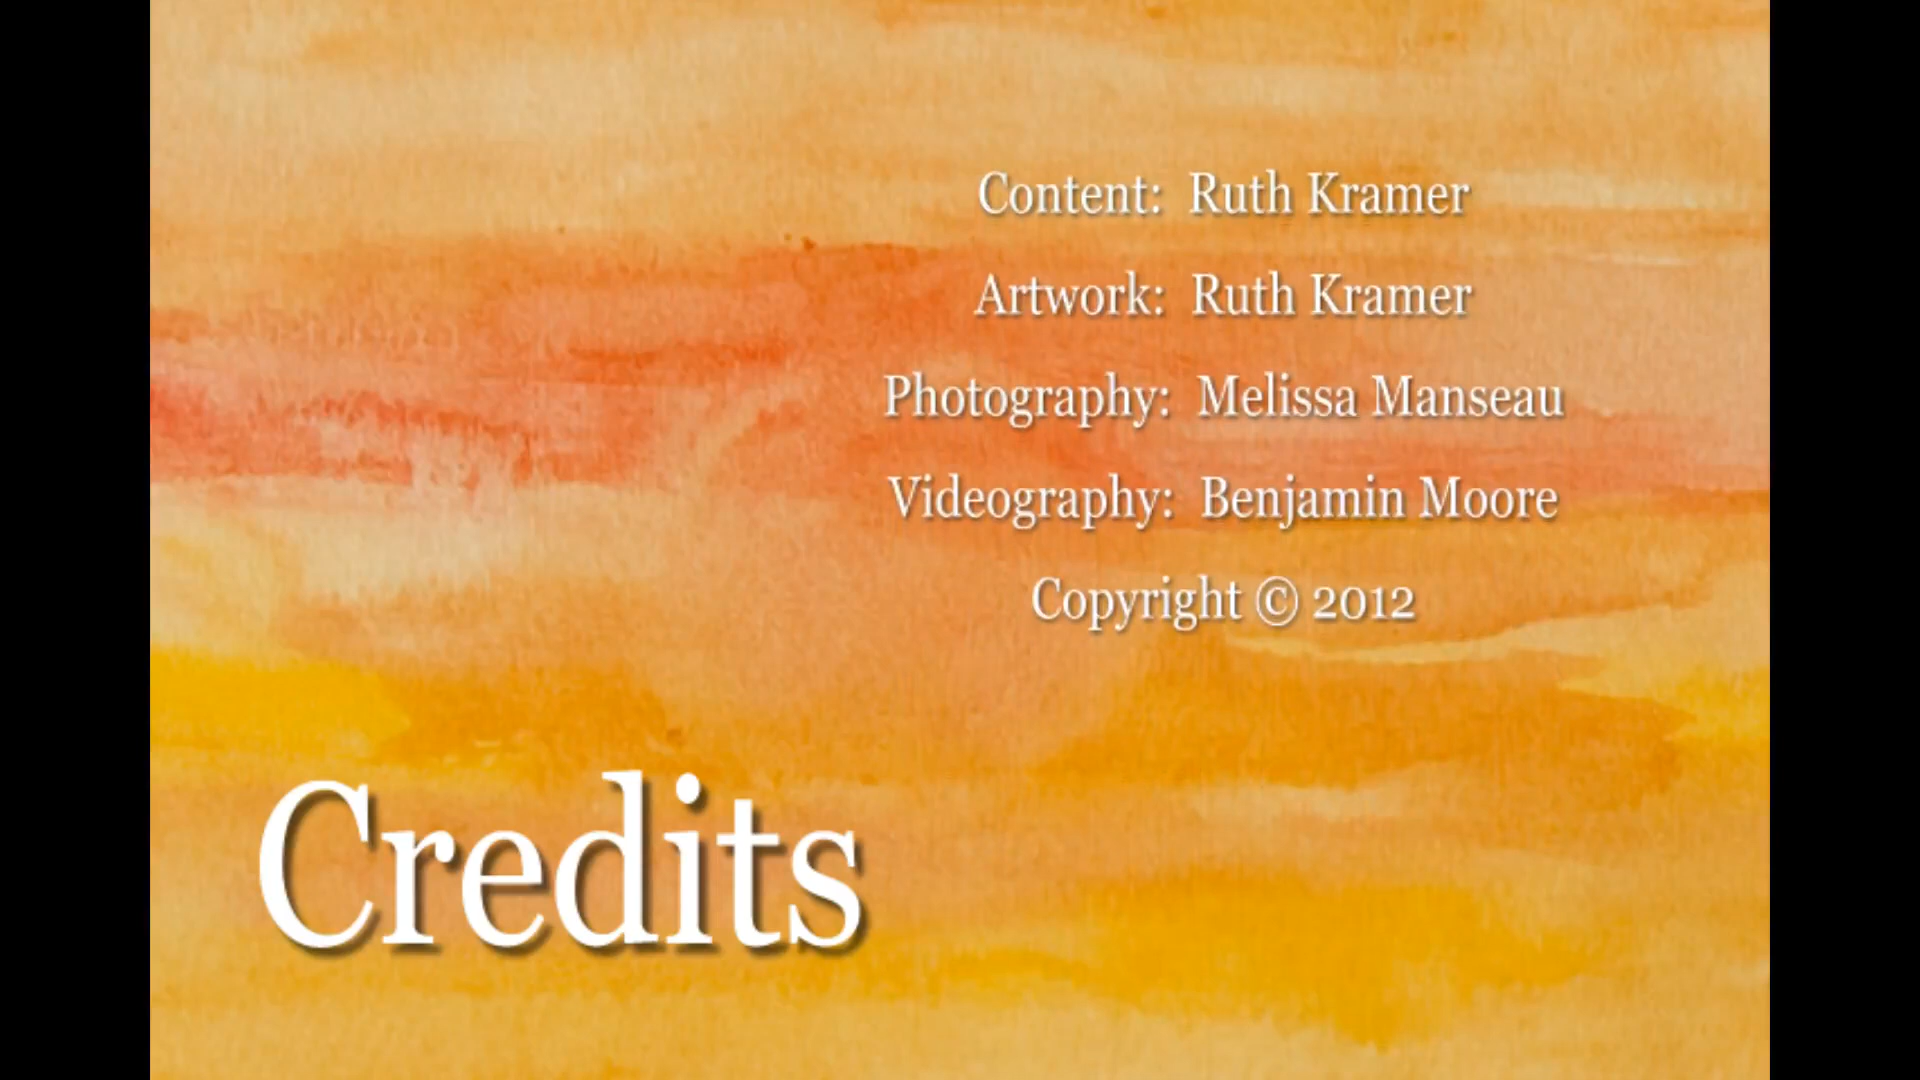 Content: Ruth Kramer
Artwork: Ruth Kramer
Photography: Melissa Manseau
Videography: Benjamin Moore
Copyright © 2012
Credits